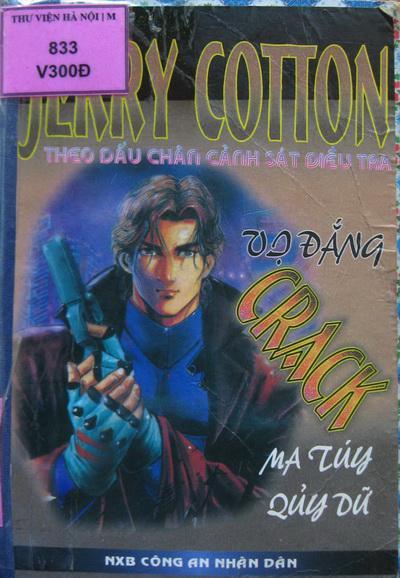 THƯ VIỆN HÀ NỘI | M
833
V300Đ
JERRY COTTON
THEO DẤU CHÂN CẢNH SÁT ĐIỀU TRA
VỊ ĐẮNG
CRACK
MA TÚY
QỦY DỮ
NXB CÔNG AN NHÂN DÂN